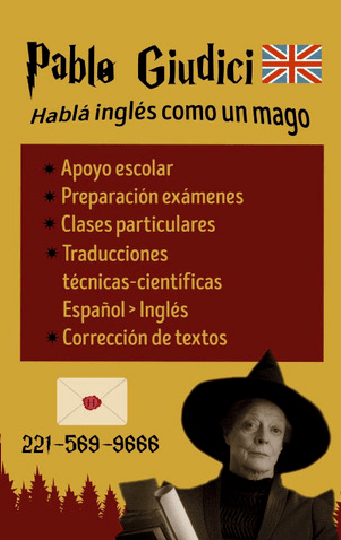 Pablo Giudici
Hablá inglés como un mago
Apoyo escolar
Preparación exámenes
Clases particulares
Traducciones
técnicas-científicas
Español > Inglés
Corrección de textos
221-569-9666